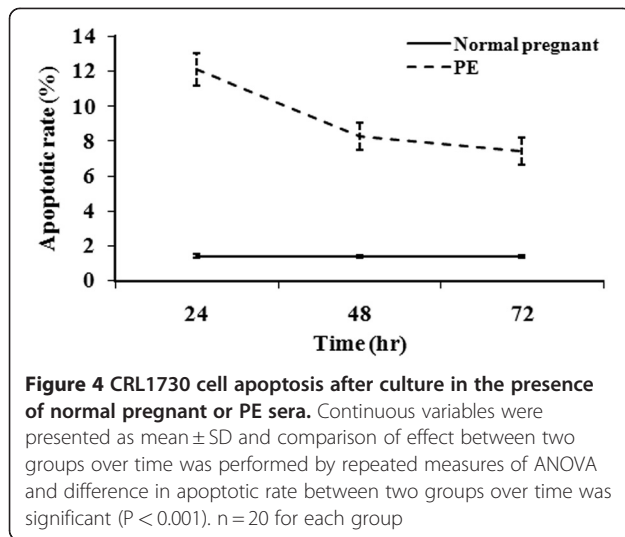 14
12
10
8
6
4
2
0
Apoptotic rate (%)
Normal pregnant
PE
24 48 72
Time (hr)
Figure 4 CRL1730 cell apoptosis after culture in the presence
of normal pregnant or PE sera. Continuous variables were
presented as mean ± SD and comparison of effect between two
groups over time was performed by repeated measures of ANOVA
and difference in apoptotic rate between two groups over time was
significant (P < 0.001). n = 20 for each group